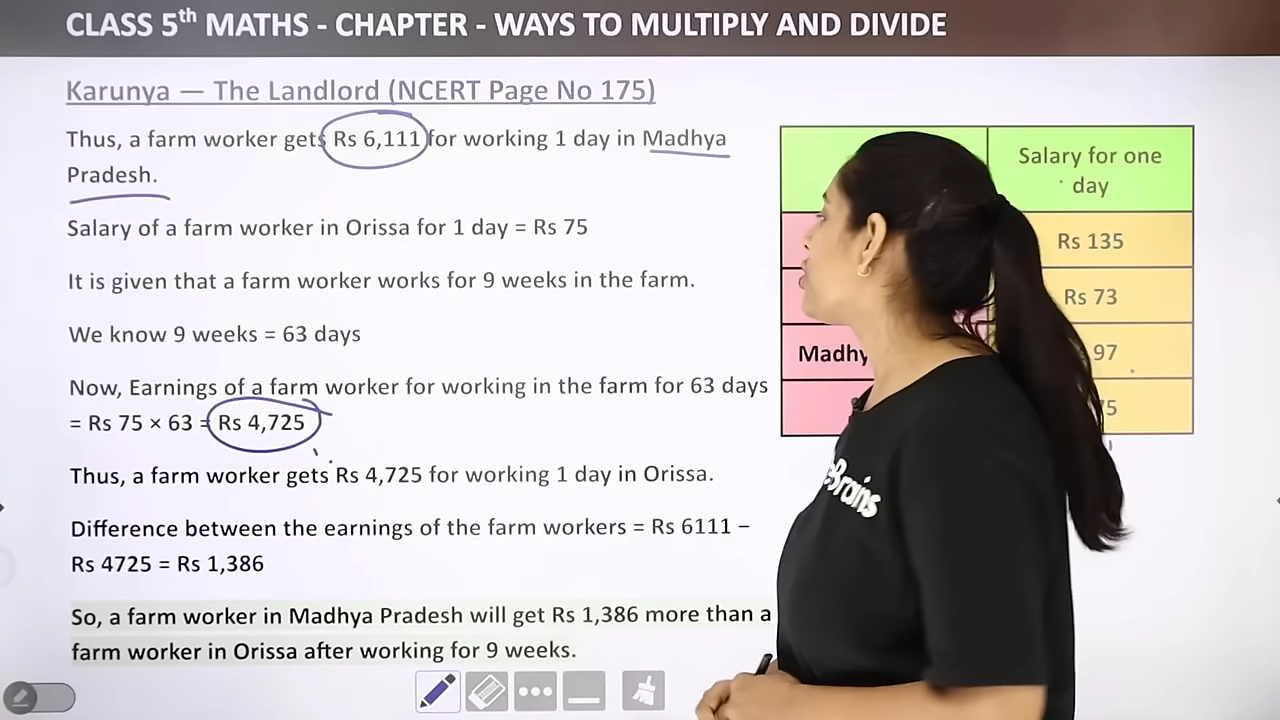 CLASS 5th MATHS - CHAPTER - WAYS TO MULTIPLY AND DIVIDE
Karunya — The Landlord (NCERT Page No 175)
Thus, a farm worker gets Rs 6,111 for working 1 day in Madhya
Pradesh.
Salary of a farm worker in Orissa for 1 day = Rs 75
It is given that a farm worker works for 9 weeks in the farm.
We know 9 weeks = 63 days
Now, Earnings of a farm worker for working in the farm for 63 days
= Rs 75 × 63 = Rs 4,725
Thus, a farm worker gets Rs 4,725 for working 1 day in Orissa.
Difference between the earnings of the farm workers = Rs 6111 –
Rs 4725 = Rs 1,386
So, a farm worker in Madhya Pradesh will get Rs 1,386 more than a
farm worker in Orissa after working for 9 weeks.
Salary for one
day
Rs 135
Rs 73
Madhy 97
75
eBrains